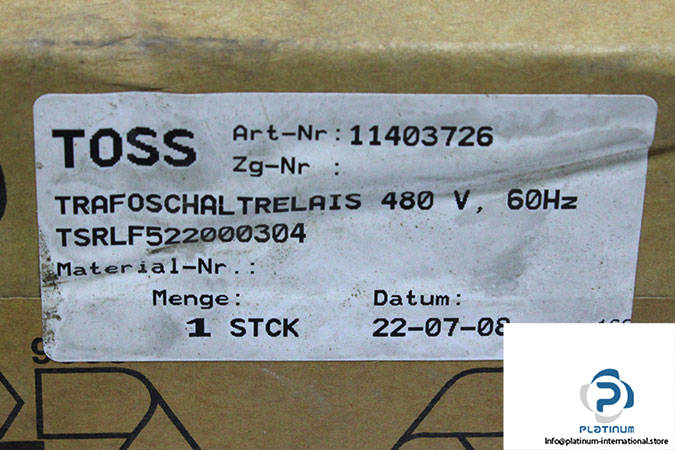 TOSS Art-Nr: 11403726
Zg-Nr :
TRAFOSCHALTRELAIS 480 V, 60Hz
TSRLF522000304
Material-Nr.:
Menge: Datum:
1 STCK 22-07-08
PLATINUM
Info@platinum-international.store